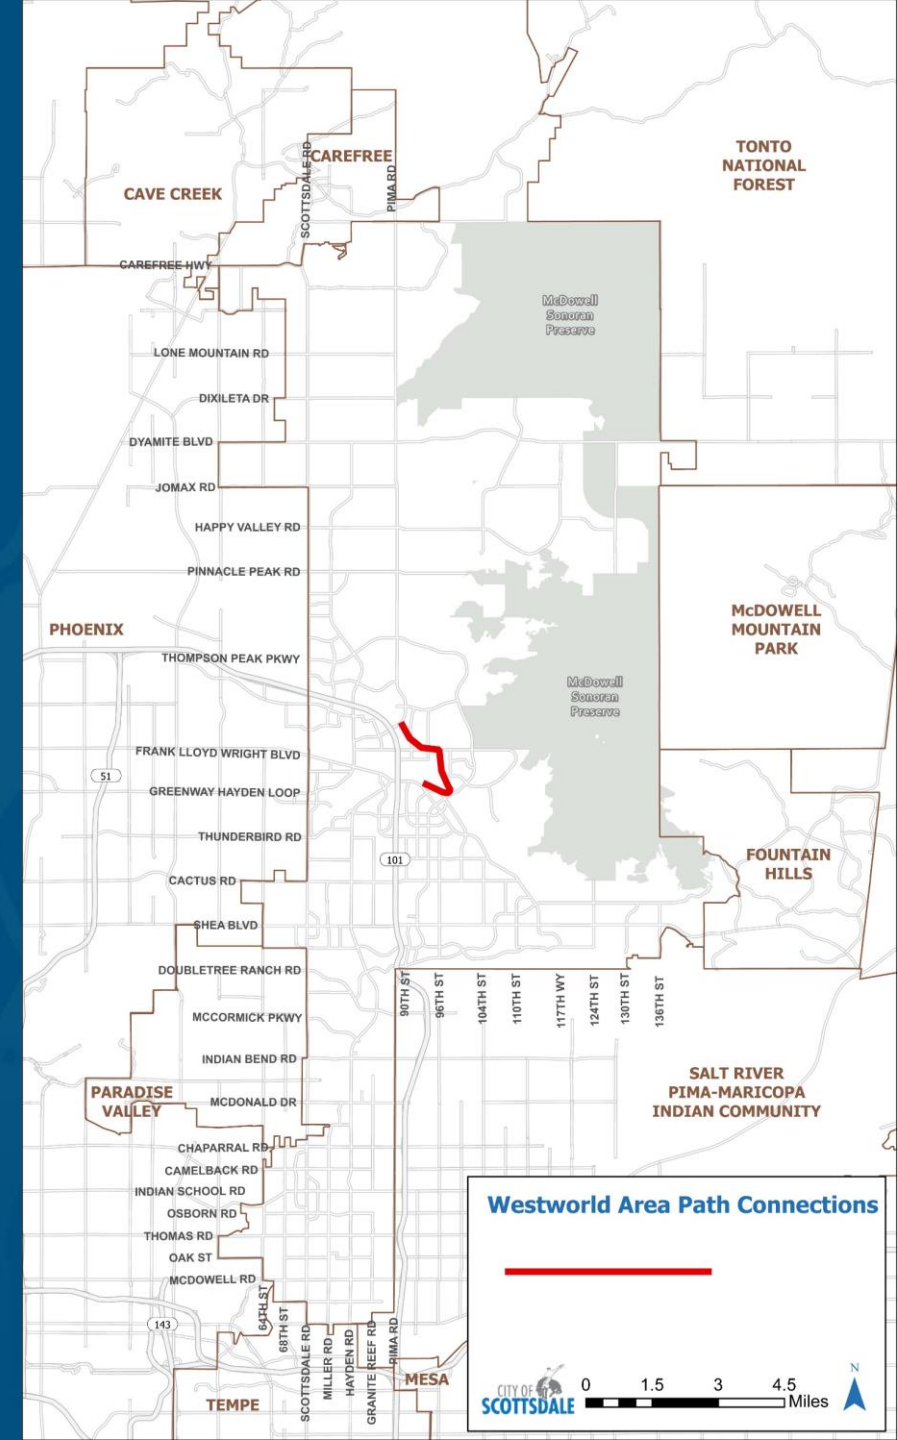 TONTO
NATIONAL
FOREST
CAREFREE
CAVE CREEK
SCOTTSDALE RD
PIMA RD
CAREFREE HWY
McDowell
Sonoran
Preserve
LONE MOUNTAIN RD
DIXILETA DR
DYAMITE BLVD
JOMAX RD
HAPPY VALLEY RD
PINNACLE PEAK RD
McDOWELL
MOUNTAIN
PARK
PHOENIX
THOMPSON PEAK PKWY
McDowell
Sonoran
Preserve
FRANK LLOYD WRIGHT BLVD
51
GREENWAY HAYDEN LOOP
THUNDERBIRD RD
101
FOUNTAIN
HILLS
CACTUS RD
SHEA BLVD
DOUBLETREE RANCH RD
90TH ST
96TH ST
104TH ST
110TH ST
117TH WY
124TH ST
130TH ST
136TH ST
MCCORMICK PKWY
INDIAN BEND RD
SALT RIVER
PIMA-MARICOPA
INDIAN COMMUNITY
PARADISE
VALLEY
MCDONALD DR
CHAPARRAL RD
CAMELBACK RD
INDIAN SCHOOL RD
OSBORN RD
THOMAS RD
OAK ST
MCDOWELL RD
143
64TH ST
68TH ST
SCOTTSDALE RD
MILLER RD
HAYDEN RD
GRANITE REEF RD
PIMA RD
TEMPE
MESA
Westworld Area Path Connections
CITY OF
SCOTTSDALE
0 1.5 3 4.5
Miles
N